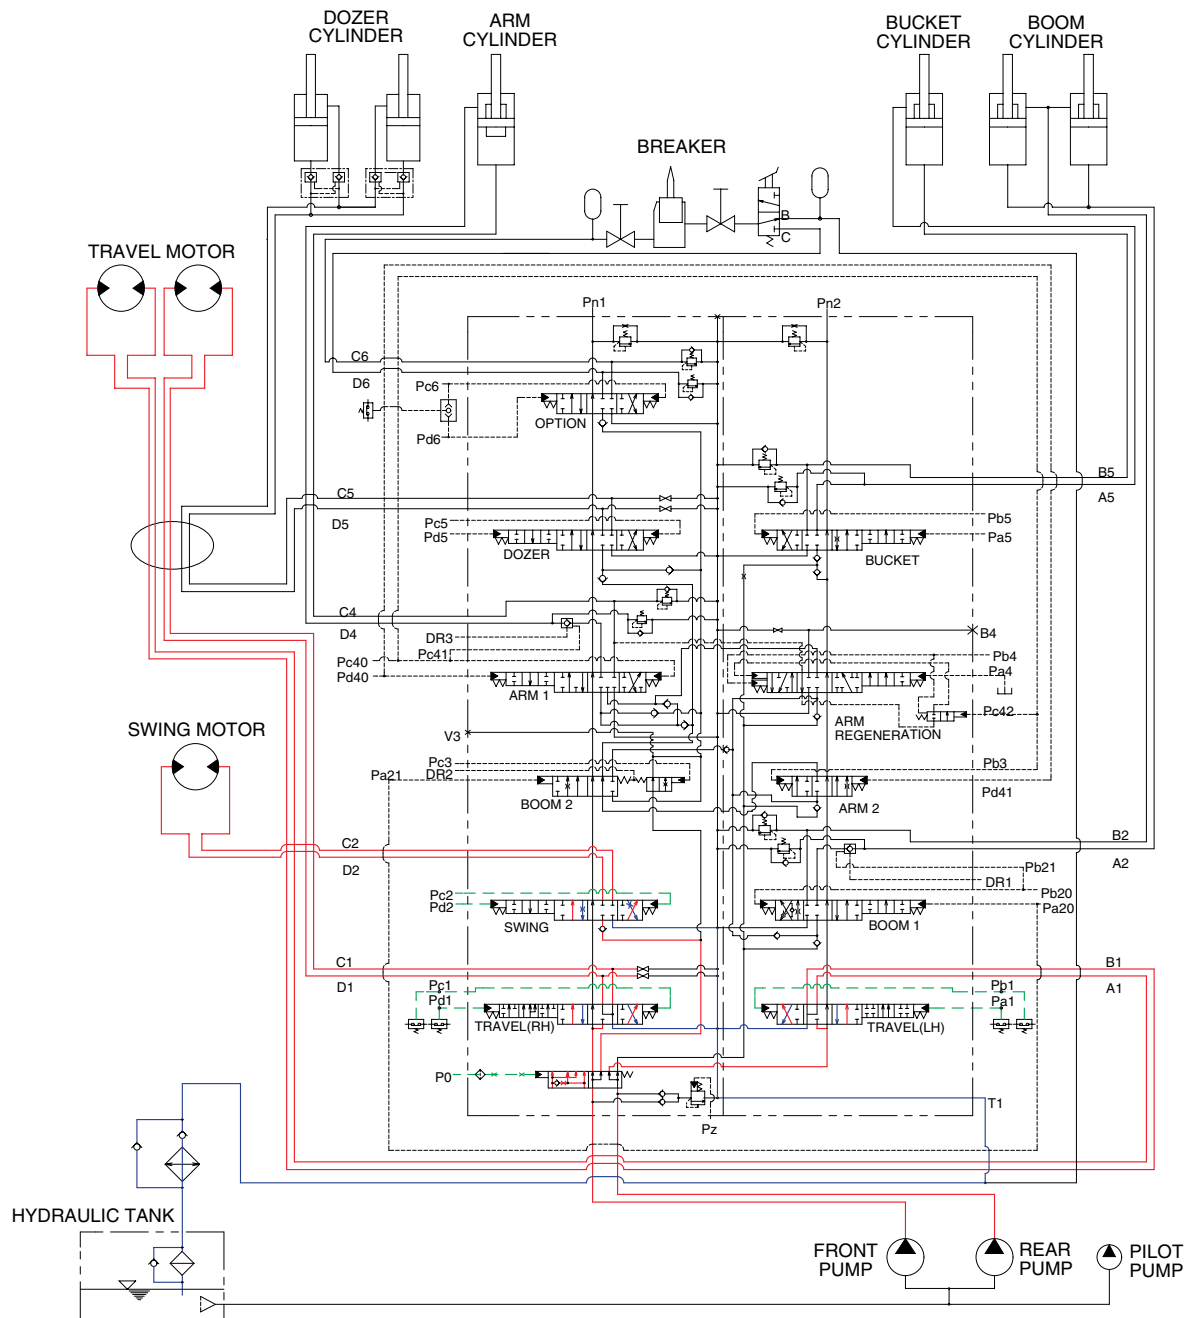 DOZER
CYLINDER
ARM
CYLINDER
BUCKET
CYLINDER
BOOM
CYLINDER
BREAKER
B
C
TRAVEL MOTOR
Pn1
Pn2
C6
D6
Pc6
Pd6
OPTION
C5
D5
Pc5
Pd5
DOZER
B5
A5
Pb5
Pa5
BUCKET
C4
D4
DR3
Pc41
Pc40
Pd40
ARM 1
B4
Pb4
Pa4
Pc42
ARM
REGENERATION
SWING MOTOR
V3
Pc3
DR2
Pa21
BOOM 2
Pb3
Pd41
ARM 2
C2
D2
Pc2
Pd2
SWING
B2
A2
Pb21
DR1
Pb20
Pa20
BOOM 1
C1
D1
Pc1
Pd1
TRAVEL(RH)
B1
A1
Pb1
Pa1
TRAVEL(LH)
P0
Pz
T1
HYDRAULIC TANK
FRONT
PUMP
REAR
PUMP
PILOT
PUMP